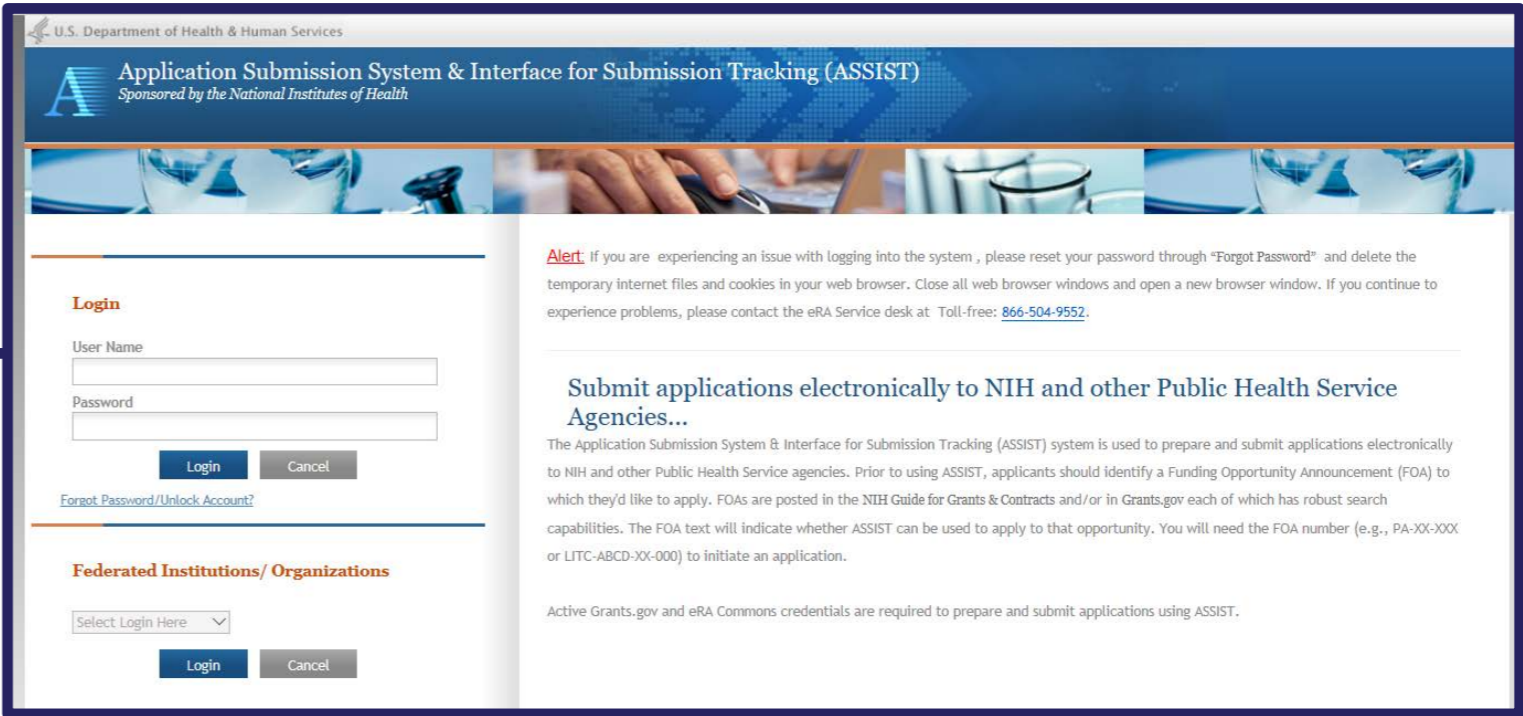 U.S. Department of Health & Human Services
A
Application Submission System & Interface for Submission Tracking (ASSIST)
Sponsored by the National Institutes of Health
Login
User Name
Password
Login Cancel
Forgot Password/Unlock Account?
Federated Institutions/ Organizations
Select Login Here
Login Cancel
Alert: If you are experiencing an issue with logging into the system , please reset your password through "Forgot Password" and delete the
temporary internet files and cookies in your web browser. Close all web browser windows and open a new browser window. If you continue to
experience problems, please contact the eRA Service desk at Toll-free: 866-504-9552.
Submit applications electronically to NIH and other Public Health Service
Agencies...
The Application Submission System & Interface for Submission Tracking (ASSIST) system is used to prepare and submit applications electronically
to NIH and other Public Health Service agencies. Prior to using ASSIST, applicants should identify a Funding Opportunity Announcement (FOA) to
which they'd like to apply. FOAs are posted in the NIH Guide for Grants & Contracts and/or in Grants.gov each of which has robust search
capabilities. The FOA text will indicate whether ASSIST can be used to apply to that opportunity. You will need the FOA number (e.g., PA-XX-XXX
or LITC-ABCD-XX-000) to initiate an application.
Active Grants.gov and eRA Commons credentials are required to prepare and submit applications using ASSIST.